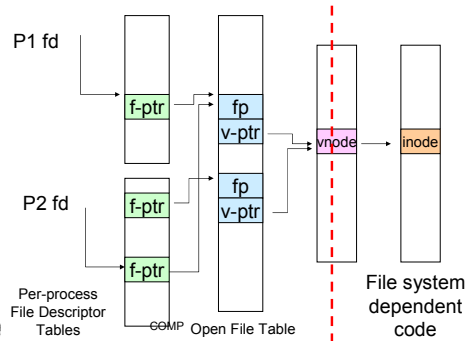 P1 fd
f-ptr
fp
v-ptr
vnode
inode
P2 fd
f-ptr
fp
v-ptr
f-ptr
Per-process
File Descriptor
Tables
COMP
Open File Table
File system
dependent
code